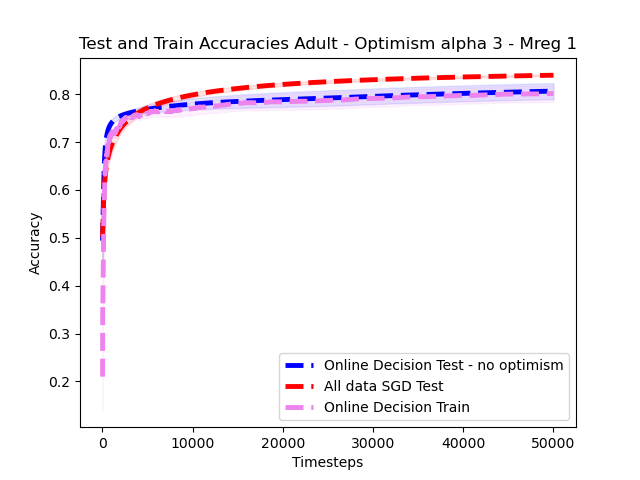 Test and Train Accuracies Adult - Optimism alpha 3 - Mreg 1
0.8
0.7
0.6
0.5
0.4
0.3
0.2
Accuracy
Online Decision Test - no optimism
All data SGD Test
Online Decision Train
0 10000 20000 30000 40000 50000
Timesteps